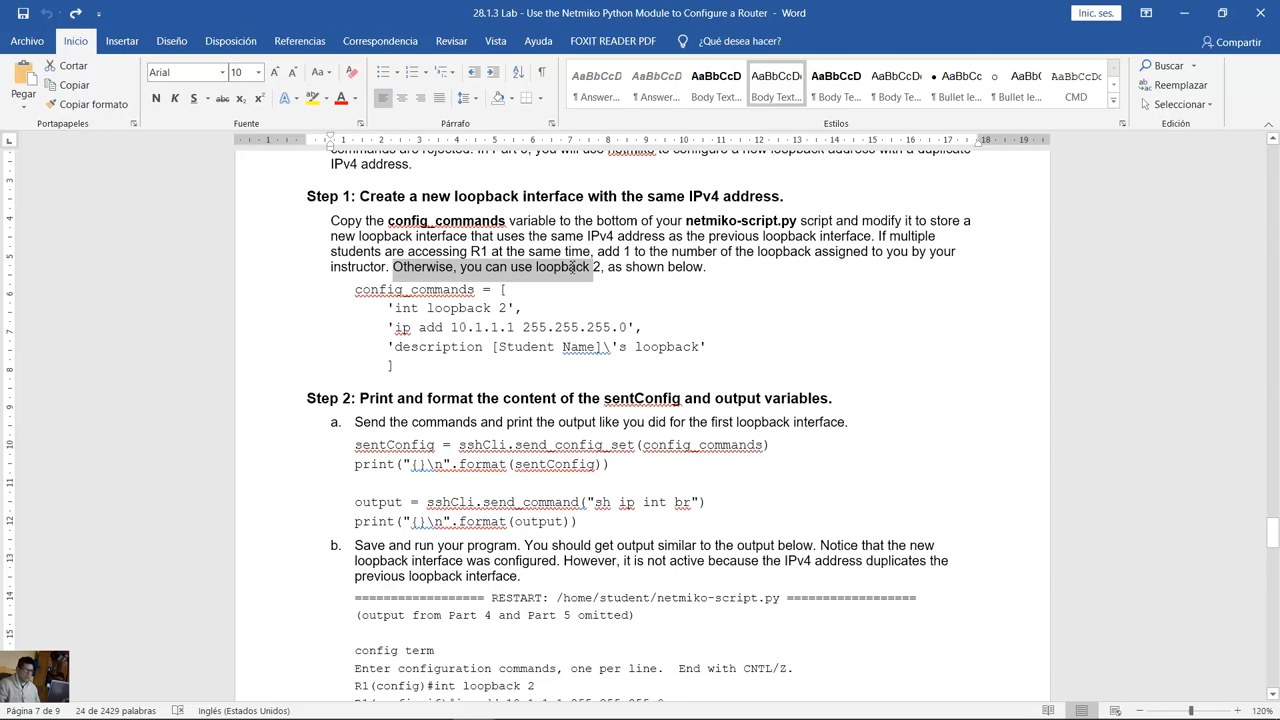 28.1.3 Lab - Use the Netmiko Python Module to Configure a Router - Word
Inic. ses.
Archivo Inicio Insertar Diseño Disposición Referencias Correspondencia Revisar Vista Ayuda FOXIT READER PDF ¿Qué desea hacer? Compartir
Pegar
Cortar
Copiar
Copiar formato
Portapapeles
Arial 10
N K S abc x₂ x²
Fuente
Párrafo
AaBbCcD AaBbCcD AaBbCcD AaBbCcD AaBbCcD AaBbCcD AaBbC AaBbC AaBbCcD
¶ Answer... ¶ Answer... Body Text... Body Text... ¶ Body Te... ¶ Body Te... ¶ Bullet le... ¶ Bullet le... CMD
Estilos
Buscar
Reemplazar
Seleccionar
Edición
IPv4 address.
Step 1: Create a new loopback interface with the same IPv4 address.
Copy the config_commands variable to the bottom of your netmiko-script.py script and modify it to store a
new loopback interface that uses the same IPv4 address as the previous loopback interface. If multiple
students are accessing R1 at the same time, add 1 to the number of the loopback assigned to you by your
instructor. Otherwise, you can use loopback 2, as shown below.
config_commands = [
'int loopback 2',
'ip add 10.1.1.1 255.255.255.0',
'description [Student Name]\'s loopback'
]
Step 2: Print and format the content of the sentConfig and output variables.
a. Send the commands and print the output like you did for the first loopback interface.
sentConfig = sshCli.send_config_set(config_commands)
print("{}\n".format(sentConfig))
output = sshCli.send_command("sh ip int br")
print("{}\n".format(output))
b. Save and run your program. You should get output similar to the output below. Notice that the new
loopback interface was configured. However, it is not active because the IPv4 address duplicates the
previous loopback interface.
================= RESTART: /home/student/netmiko-script.py =================
(output from Part 4 and Part 5 omitted)
config term
Enter configuration commands, one per line. End with CNTL/Z.
R1(config)#int loopback 2
Página 7 de 9 24 de 2429 palabras Inglés (Estados Unidos) 120%